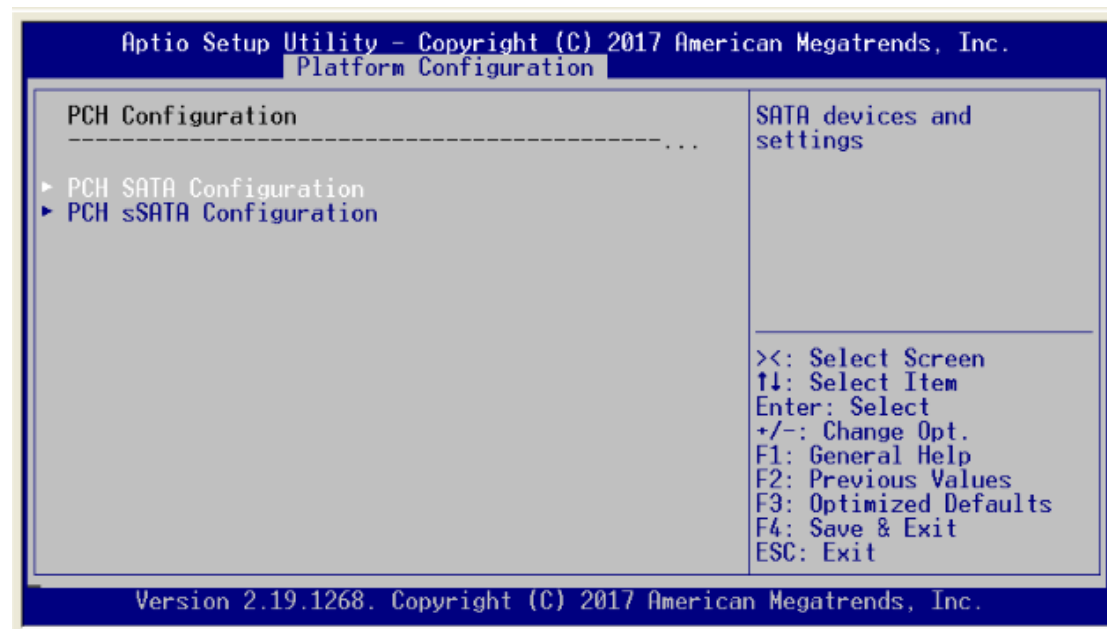 Aptio Setup Utility – Copyright (C) 2017 American Megatrends, Inc.
Platform Configuration
PCH Configuration
--------------------------------------------...
► PCH SATA Configuration
► PCH sSATA Configuration
SATA devices and
settings
><: Select Screen
↑↓: Select Item
Enter: Select
+/-: Change Opt.
F1: General Help
F2: Previous Values
F3: Optimized Defaults
F4: Save & Exit
ESC: Exit
Version 2.19.1268. Copyright (C) 2017 American Megatrends, Inc.